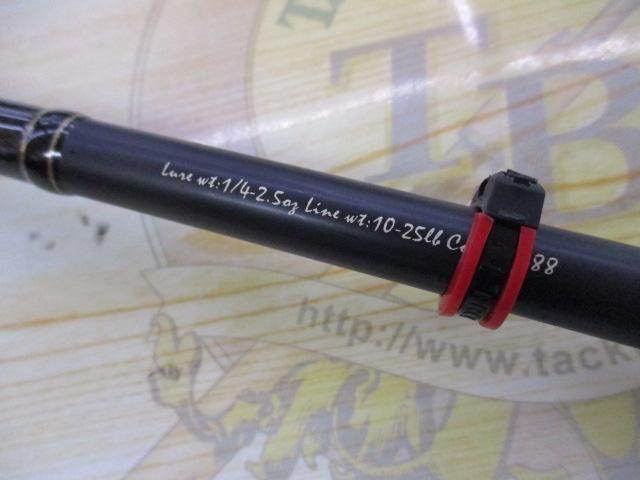 TB
Lure wt:1/4-2.5oz Line wt:10-25lb 88
http://www.tack